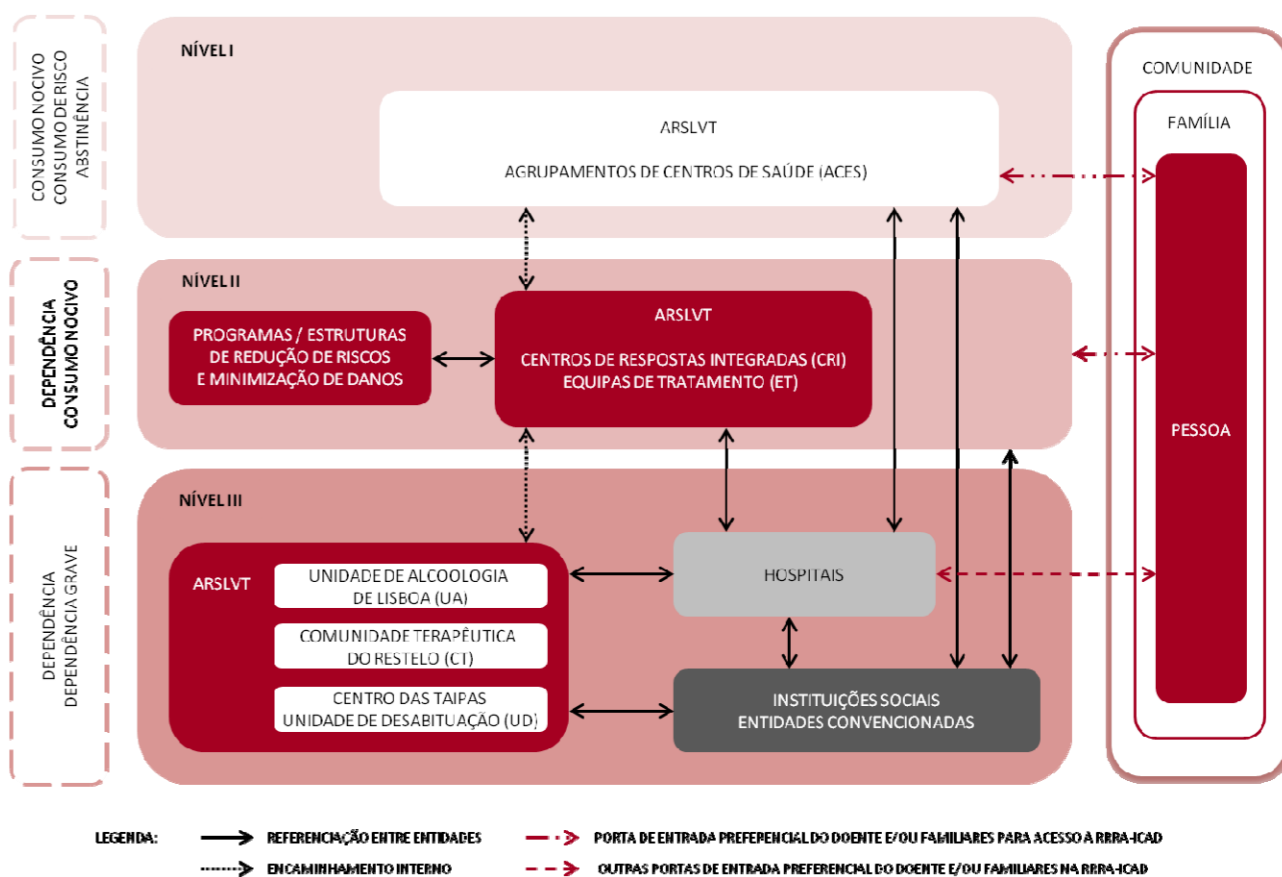 CONSUMO NOCIVO
CONSUMO DE RISCO
ABSTINÊNCIA
NÍVEL I
ARSLVT
AGRUPAMENTOS DE CENTROS DE SAÚDE (ACES)
DEPENDÊNCIA
CONSUMO NOCIVO
NÍVEL II
PROGRAMAS / ESTRUTURAS
DE REDUÇÃO DE RISCOS
E MINIMIZAÇÃO DE DANOS
ARSLVT
CENTROS DE RESPOSTAS INTEGRADAS (CRI)
EQUIPAS DE TRATAMENTO (ET)
DEPENDÊNCIA
DEPENDÊNCIA GRAVE
NÍVEL III
ARSLVT
UNIDADE DE ALCOOLOGIA
DE LISBOA (UA)
COMUNIDADE TERAPÊUTICA
DO RESTELO (CT)
CENTRO DAS TAIPAS
UNIDADE DE DESABITUAÇÃO (UD)
HOSPITAIS
INSTITUIÇÕES SOCIAIS
ENTIDADES CONVENCIONADAS
COMUNIDADE
FAMÍLIA
PESSOA
LEGENDA:
REFERENCIAÇÃO ENTRE ENTIDADES
ENCAMINHAMENTO INTERNO
PORTA DE ENTRADA PREFERENCIAL DO DOENTE E/OU FAMILIARES PARA ACESSO À RRRA-ICAD
OUTRAS PORTAS DE ENTRADA PREFERENCIAL DO DOENTE E/OU FAMILIARES NA RRRA-ICAD